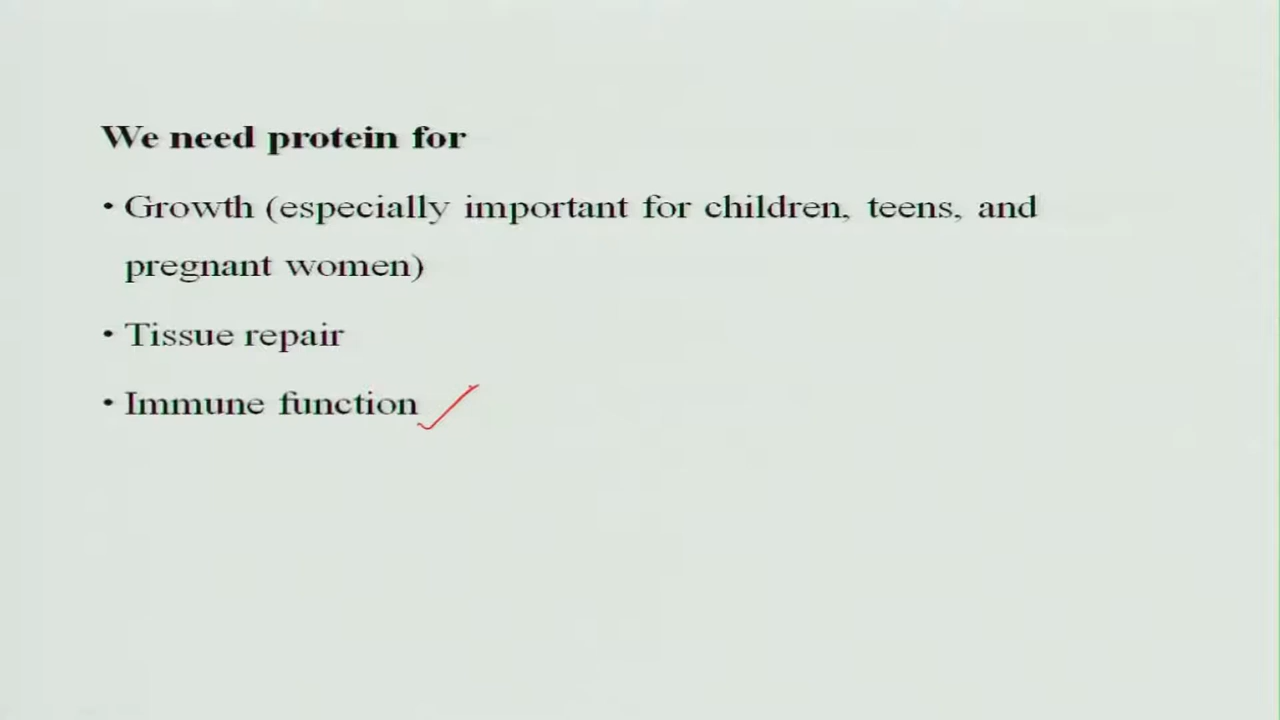 We need protein for
• Growth (especially important for children, teens, and
pregnant women)
• Tissue repair
• Immune function